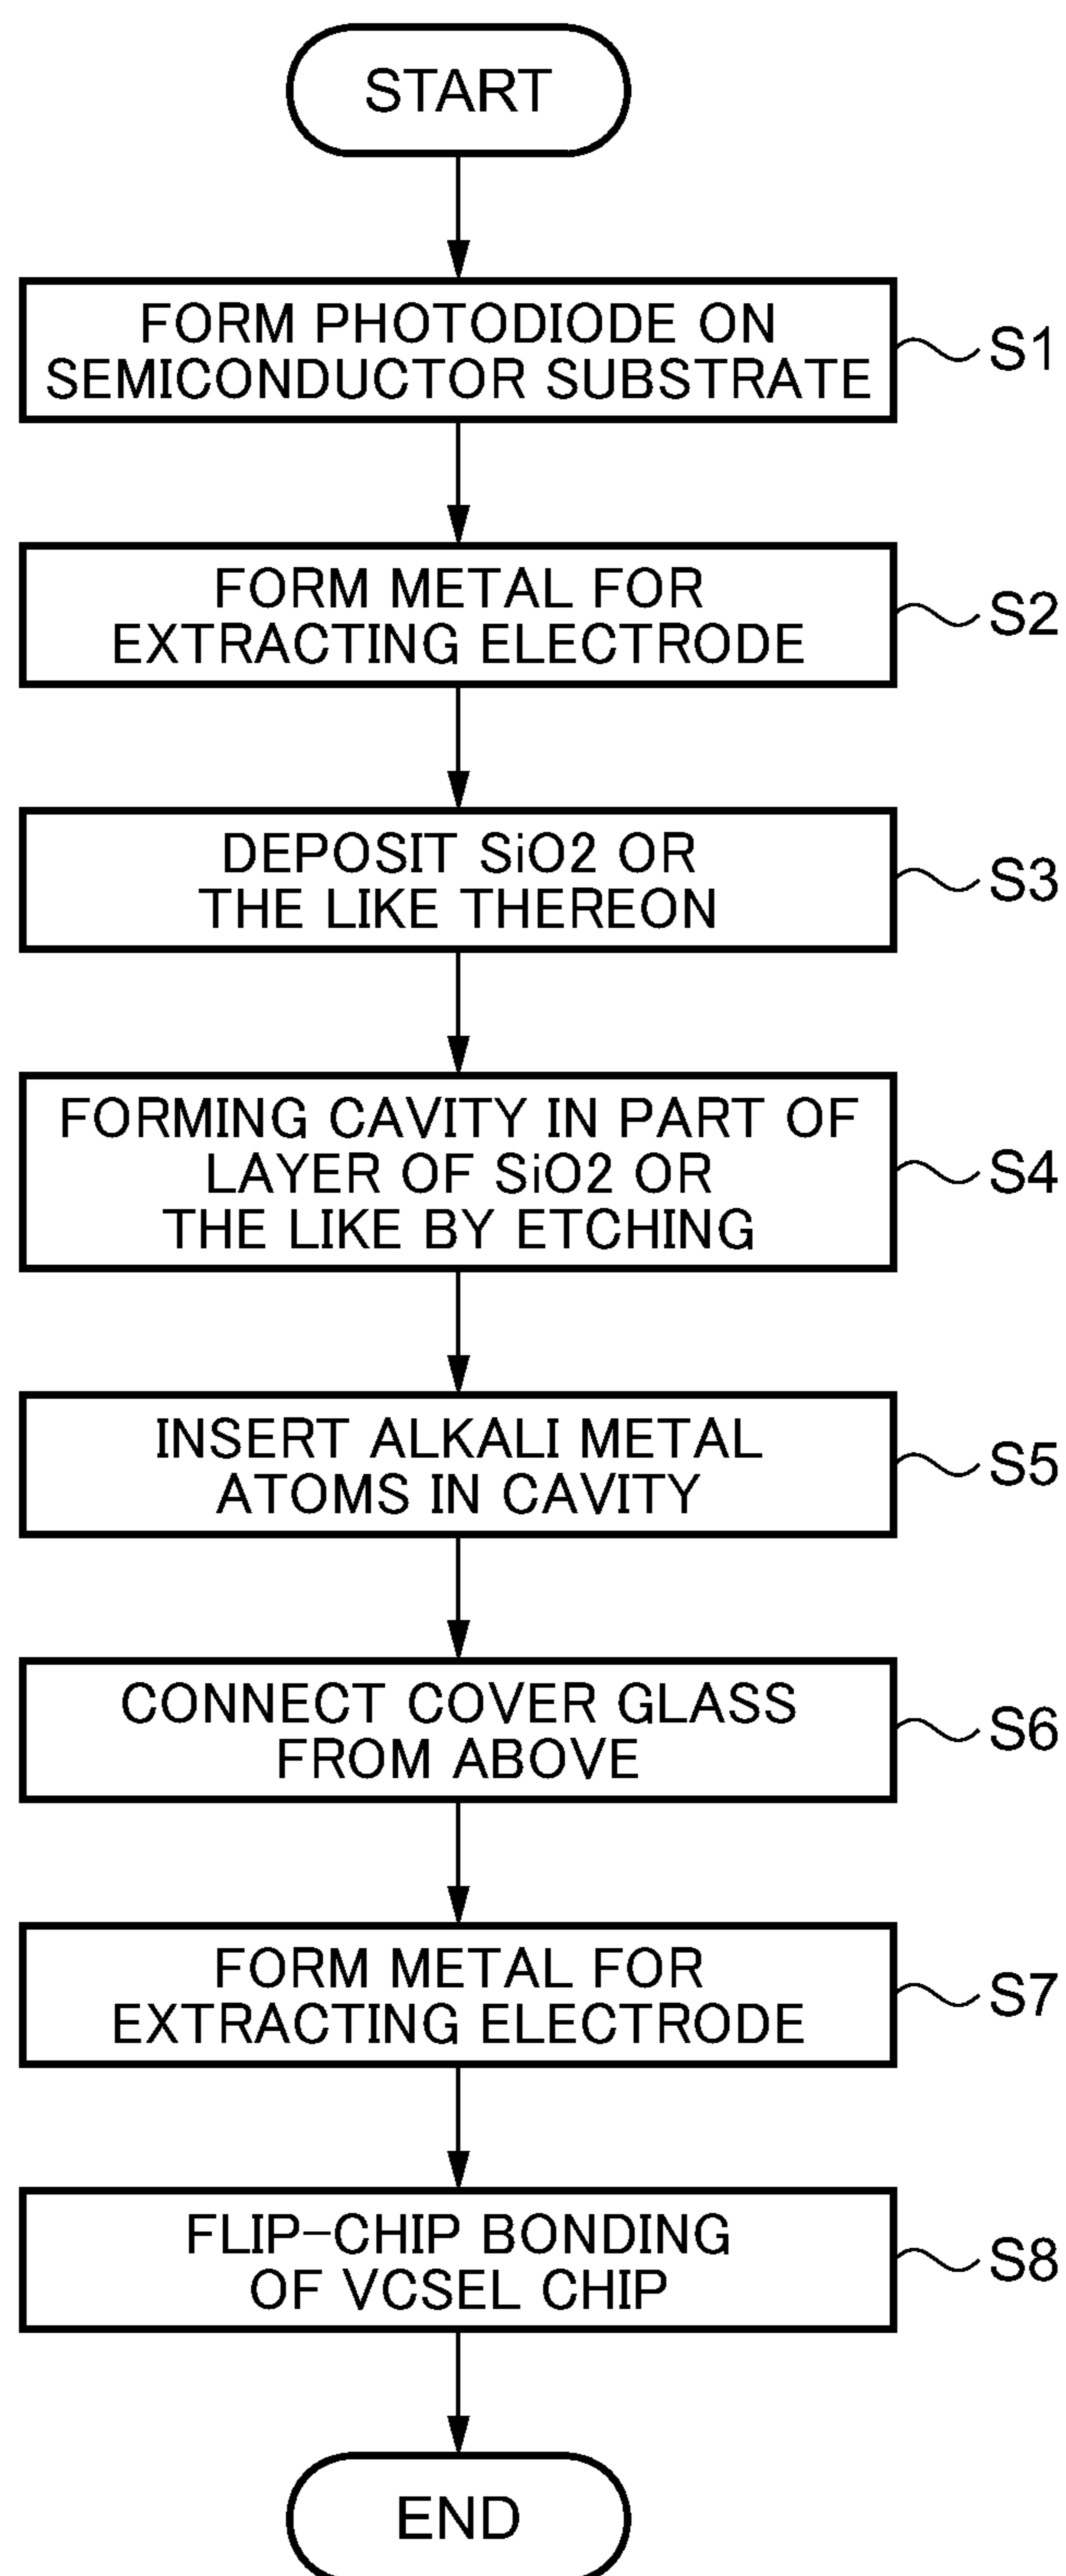 START
FORM PHOTODIODE ON
SEMICONDUCTOR SUBSTRATE
S1
FORM METAL FOR
EXTRACTING ELECTRODE
S2
DEPOSIT SiO2 OR
THE LIKE THEREON
S3
FORMING CAVITY IN PART OF
LAYER OF SiO2 OR
THE LIKE BY ETCHING
S4
INSERT ALKALI METAL
ATOMS IN CAVITY
S5
CONNECT COVER GLASS
FROM ABOVE
S6
FORM METAL FOR
EXTRACTING ELECTRODE
S7
FLIP-CHIP BONDING
OF VCSEL CHIP
S8
END